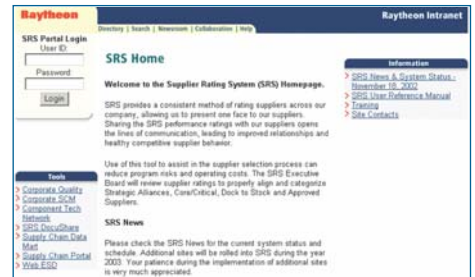 Raytheon
Raytheon Intranet
Directory | Search | Newsroom | Collaboration | Help
SRS Portal Login
User ID:
Password:
Login
SRS Home
Welcome to the Supplier Rating System (SRS) Homepage.
SRS provides a consistent method of rating suppliers across our
company, allowing us to present one face to our suppliers.
Sharing the SRS performance ratings with our suppliers opens
the lines of communication, leading to improved relationships and
healthy competitive supplier behavior.
Use of this tool to assist in the supplier selection process can
reduce program risks and operating costs. The SRS Executive
Board will review supplier ratings to properly align and categorize
Strategic Alliances, Core/Critical, Dock to Stock and Approved
Suppliers.
SRS News
Please check the SRS News for the current system status and
schedule. Additional sites will be rolled into SRS during the year
2003. Your patience during the implementation of additional sites
is very much appreciated.
Information
> SRS News & System Status -
November 18, 2002
> SRS User Reference Manual
> Training
> Site Contacts
Tools
> Corporate Quality
> Corporate SCM
> Component Tech
Network
> SRS DocuShare
> Supply Chain Data
Mart
> Supply Chain Portal
> Web ESD